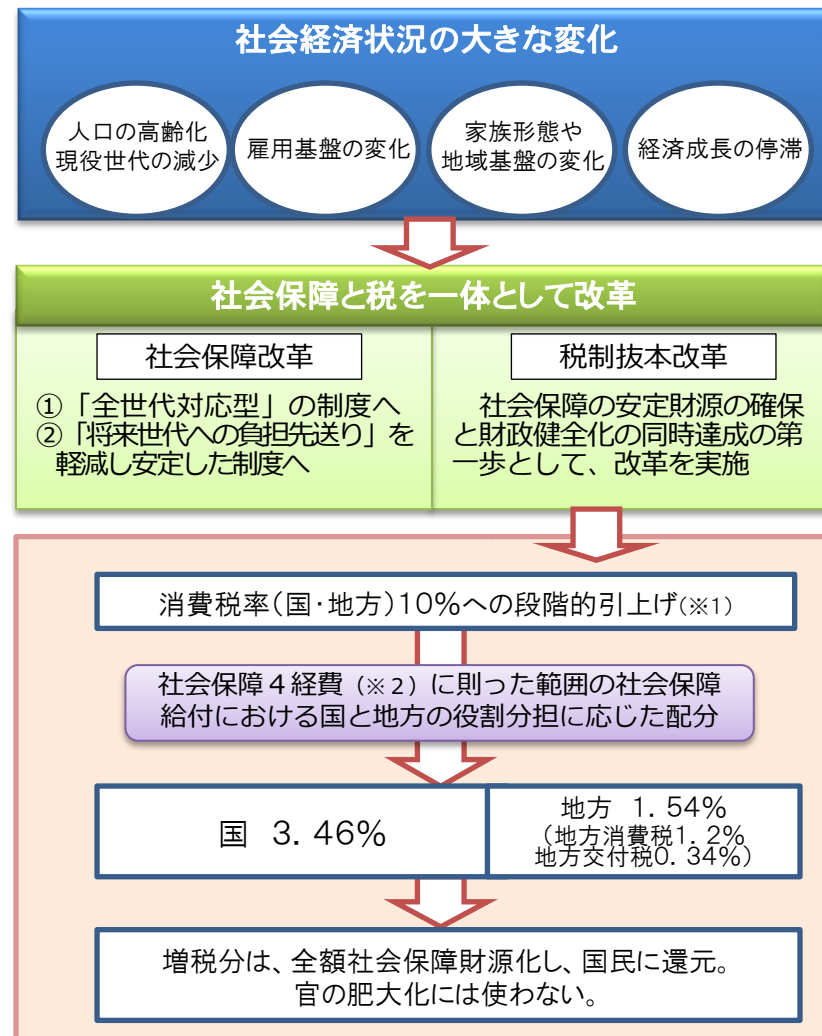 社会経済状況の大きな変化
人口の高齢化
現役世代の減少
雇用基盤の変化
家族形態や
地域基盤の変化
経済成長の停滞
社会保障と税を一体として改革
社会保障改革
①「全世代対応型」の制度へ
②「将来世代への負担先送り」を
軽減し安定した制度へ
税制抜本改革
社会保障の安定財源の確保
と財政健全化の同時達成の第
一歩として、改革を実施
消費税率（国・地方）10％への段階的引上げ（※1）
社会保障４経費（※２）に則った範囲の社会保障
給付における国と地方の役割分担に応じた配分
国 3．46％
地方 1．54％
（地方消費税1．2％
地方交付税0．34％）
増税分は、全額社会保障財源化し、国民に還元。
官の肥大化には使わない。